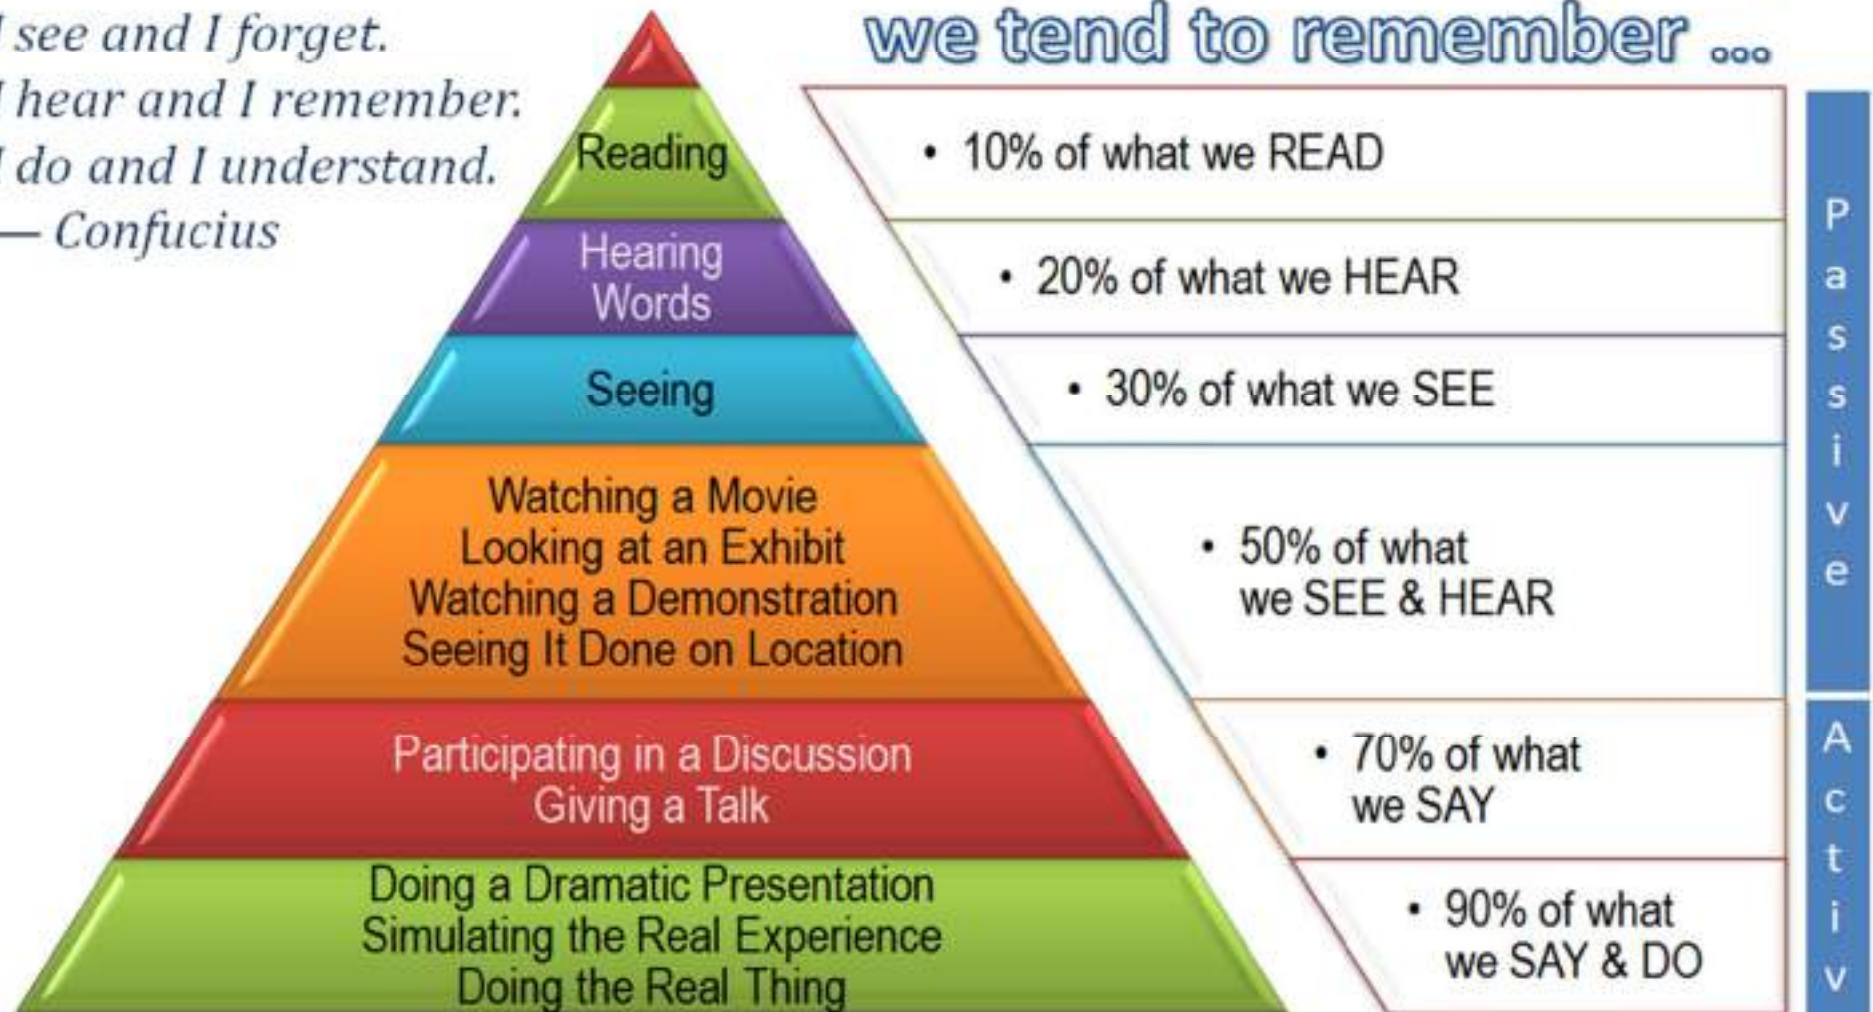 I see and I forget.
I hear and I remember.
I do and I understand.
— Confucius
we tend to remember ...
Reading
• 10% of what we READ
Hearing
Words
• 20% of what we HEAR
Seeing
• 30% of what we SEE
Watching a Movie
Looking at an Exhibit
Watching a Demonstration
Seeing It Done on Location
• 50% of what
we SEE & HEAR
Participating in a Discussion
Giving a Talk
• 70% of what
we SAY
Doing a Dramatic Presentation
Simulating the Real Experience
Doing the Real Thing
• 90% of what
we SAY & DO
Passive
Activ